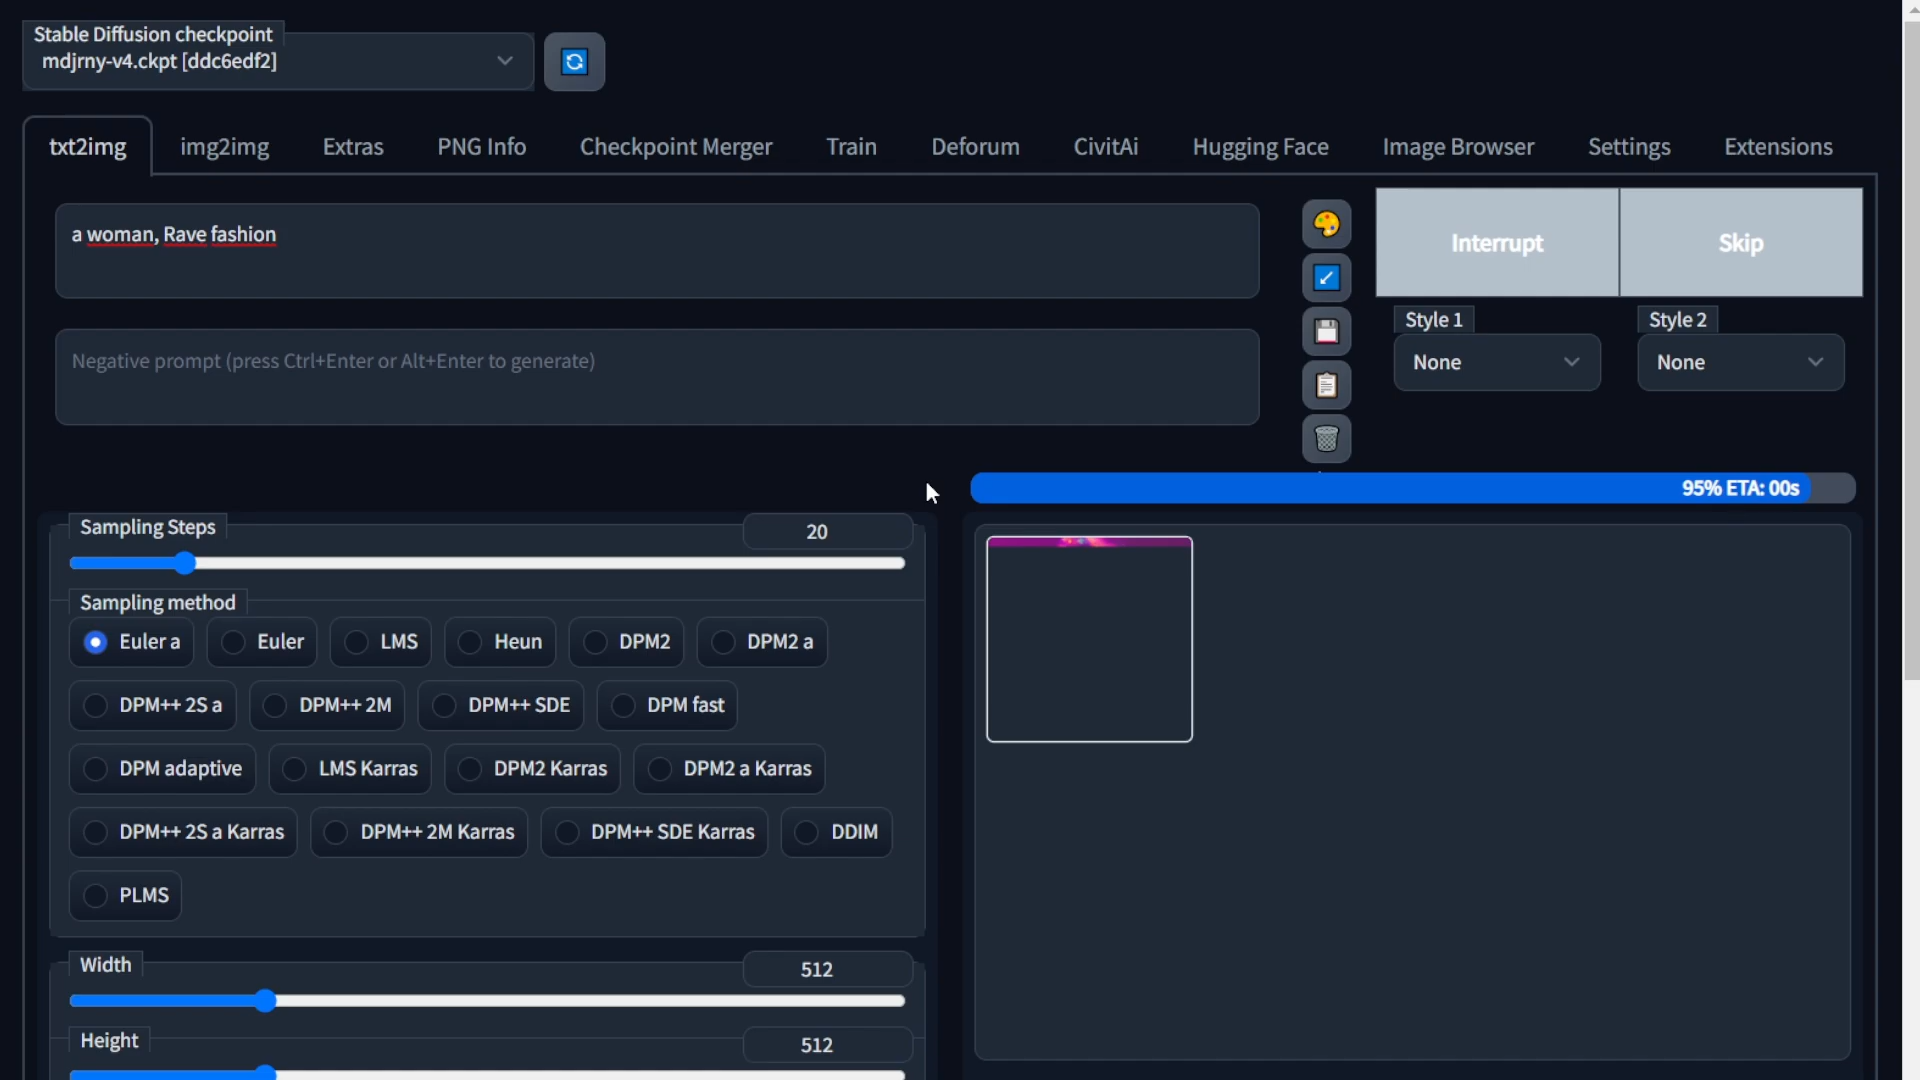 Stable Diffusion checkpoint
mdjrny-v4.ckpt [ddc6edf2]
txt2img img2img Extras PNG Info Checkpoint Merger Train Deforum CivitAi Hugging Face Image Browser Settings Extensions
a woman, Rave fashion
Interrupt Skip
Style 1 Style 2
None None
Negative prompt (press Ctrl+Enter or Alt+Enter to generate)
95% ETA: 00s
Sampling Steps 20
Sampling method
Euler a Euler LMS Heun DPM2 DPM2 a
DPM++ 2S a DPM++ 2M DPM++ SDE DPM fast
DPM adaptive LMS Karras DPM2 Karras DPM2 a Karras
DPM++ 2S a Karras DPM++ 2M Karras DPM++ SDE Karras DDIM
PLMS
Width 512
Height 512